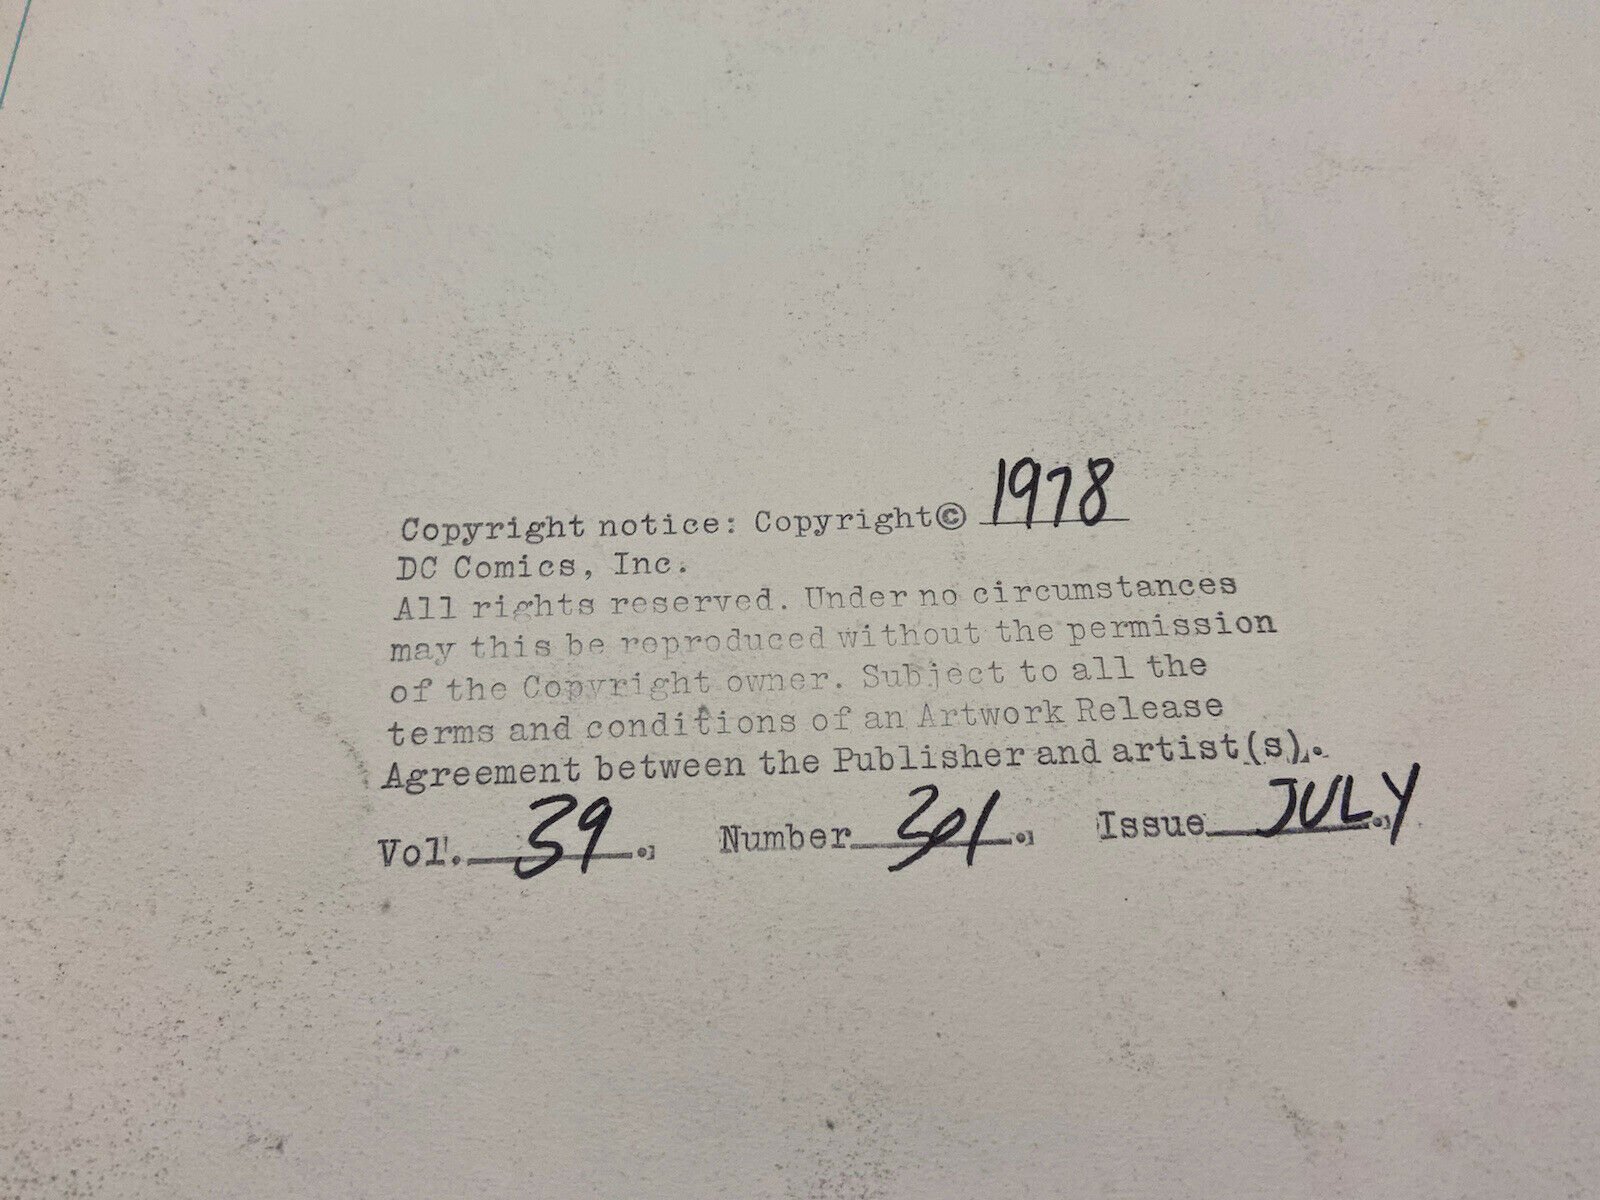 Copyright notice: Copyright© 1978
DC Comics, Inc.
All rights reserved. Under no circumstances
may this be reproduced without the permission
of the Copyright owner. Subject to all the
terms and conditions of an Artwork Release
Agreement between the Publisher and artist(s).
Vol. 39 Number 301 Issue JULY